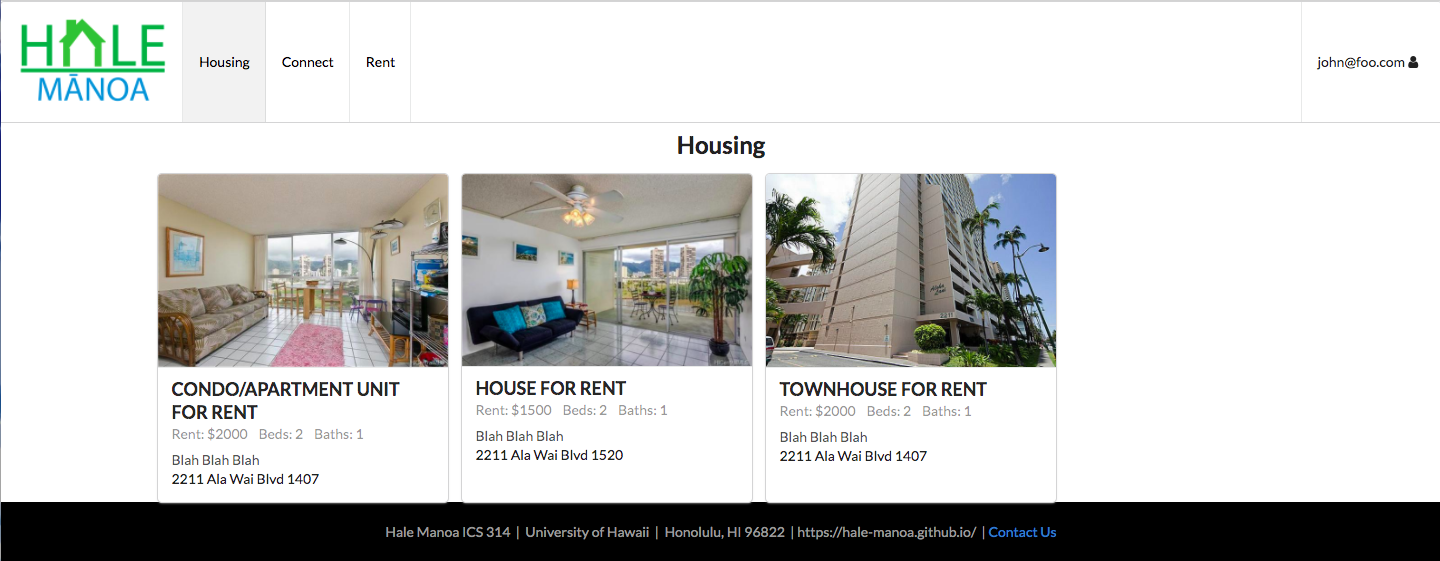 HALE
MĀNOA
Housing
Connect
Rent
john@foo.com
Housing
CONDO/APARTMENT UNIT
FOR RENT
Rent: $2000 Beds: 2 Baths: 1
Blah Blah Blah
2211 Ala Wai Blvd 1407
HOUSE FOR RENT
Rent: $1500 Beds: 2 Baths: 1
Blah Blah Blah
2211 Ala Wai Blvd 1520
TOWNHOUSE FOR RENT
Rent: $2000 Beds: 2 Baths: 1
Blah Blah Blah
2211 Ala Wai Blvd 1407
Hale Manoa ICS 314 | University of Hawaii | Honolulu, HI 96822 | https://hale-manoa.github.io/ | Contact Us